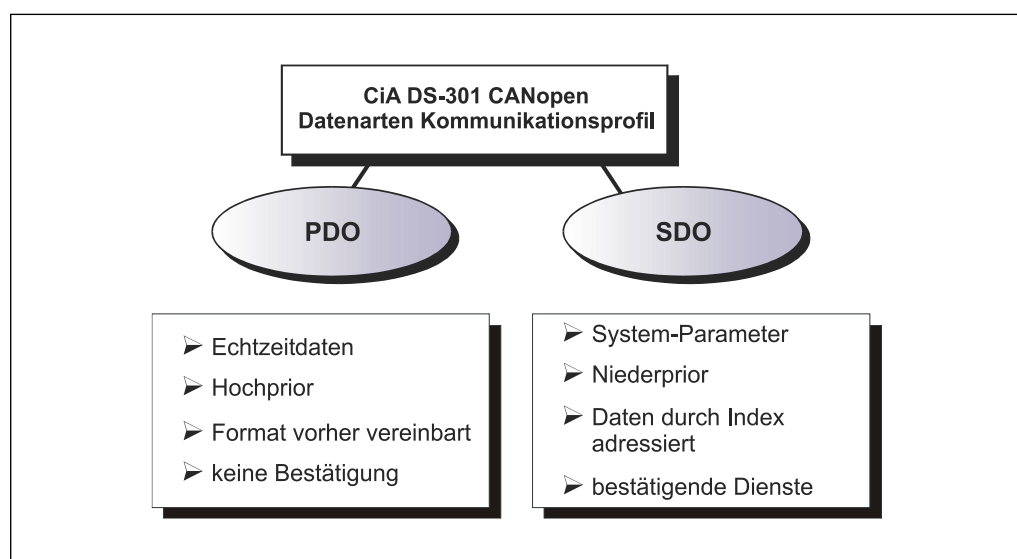 CiA DS-301 CANopen
Datenarten Kommunikationsprofil
PDO
SDO
Echtzeitdaten
Hochprior
Format vorher vereinbart
keine Bestätigung
System-Parameter
Niederprior
Daten durch Index
adressiert
bestätigende Dienste